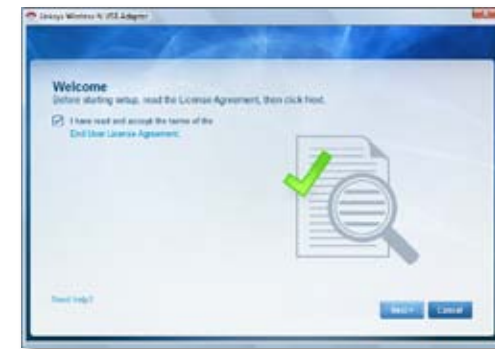 Linksys Wireless-N USB Adapter
Welcome
Before starting setup, read the License Agreement, then click Next.
I have read and accept the terms of the
End User License Agreement.
Need help?
Next
Cancel